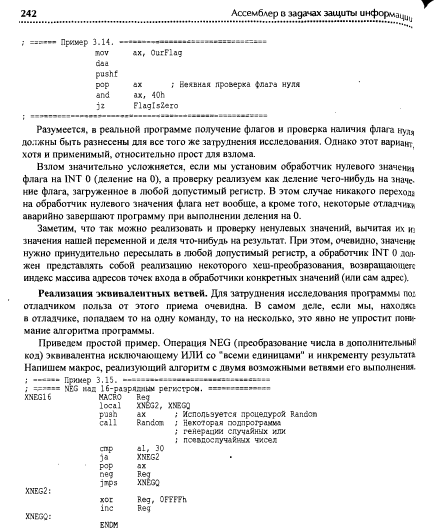 242 Ассемблер в задачах защиты информации
; ====== Пример 3.14. ==================================
mov ax, OurFlag
daa
pushf
pop ax ; Неявная проверка флага нуля
and ax, 40h
jz FlagIsZero
; ======================================================
Разумеется, в реальной программе получение флагов и проверка наличия флага нуля
должны быть разнесены для все того же затруднения исследования. Однако этот вариант,
хотя и применимый, относительно прост для взлома.
Взлом значительно усложняется, если мы установим обработчик нулевого значения
флага на INT 0 (деление на 0), а проверку реализуем как деление чего-нибудь на значе-
ние флага, загруженное в любой допустимый регистр. В этом случае никакого перехода
на обработчик нулевого значения флага нет вообще, а кроме того, некоторые отладчики
аварийно завершают программу при выполнении деления на 0.
Заметим, что так можно реализовать и проверку ненулевых значений, вычитая их из
значения нашей переменной и деля что-нибудь на результат. При этом, очевидно, значение
нужно принудительно пересылать в любой допустимый регистр, а обработчик INT 0 дол-
жен представлять собой реализацию некоторого хеш-преобразования, возвращающего
индекс массива адресов точек входа в обработчики конкретных значений (или сам адрес).
Реализация эквивалентных ветвей. Для затруднения исследования программы под
отладчиком польза от этого приема очевидна. В самом деле, если мы, находясь
в отладчике, попадаем то на одну команду, то на несколько, это явно не упростит пони-
мание алгоритма программы.
Приведем простой пример. Операция NEG (преобразование числа в дополнительный
код) эквивалентна исключающему ИЛИ со "всеми единицами" и инкременту результата.
Напишем макрос, реализующий алгоритм с двумя возможными ветвями его выполнения.
; ====== Пример 3.15. ==================================
; ====== NEG над 16-разрядным регистром. ==============
XNEG16 MACRO Reg
local XNEG2, XNEGQ
push ax ; Используется процедурой Random
call Random ; Некоторая подпрограмма
; генерации случайных или
; псевдослучайных чисел
cmp al, 30
ja XNEG2
pop ax
neg Reg
jmps XNEGQ
XNEG2:
xor Reg, 0FFFFh
inc Reg
XNEGQ:
ENDM